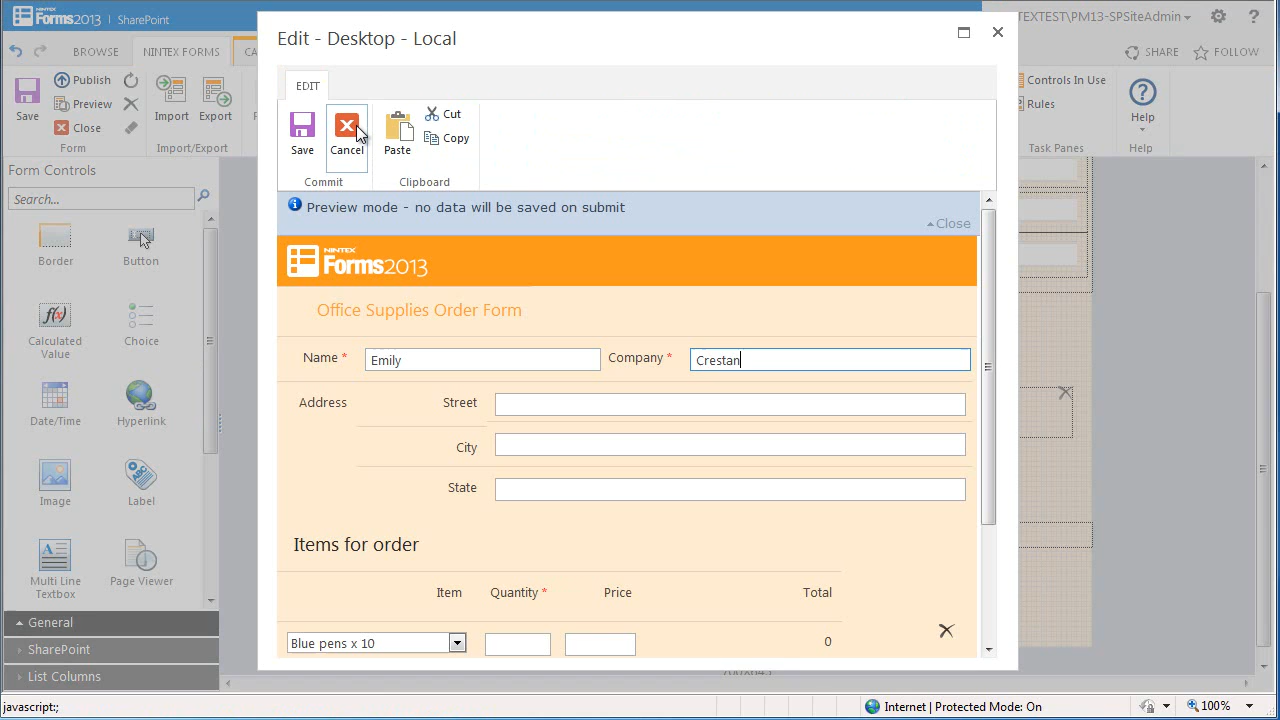 NINTEX
Forms2013 | SharePoint
TEXTEST\PM13-SPSiteAdmin
BROWSE
NINTEX FORMS
SHARE
FOLLOW
Save
Publish
Preview
Close
Form
Import
Export
Import/Export
Controls In Use
Rules
Task Panes
Help
Help
Form Controls
Search...
Border
Button
Calculated
Value
Choice
Date/Time
Hyperlink
Image
Label
Multi Line
Textbox
Page Viewer
General
SharePoint
List Columns
Edit - Desktop - Local
EDIT
Save
Cancel
Commit
Paste
Cut
Copy
Clipboard
Preview mode - no data will be saved on submit
Close
NINTEX
Forms2013
Office Supplies Order Form
Name * Emily Company * Crestan
Address Street
City
State
Items for order
Item Quantity * Price Total
Blue pens x 10 0
javascript:;
Internet | Protected Mode: On
100%